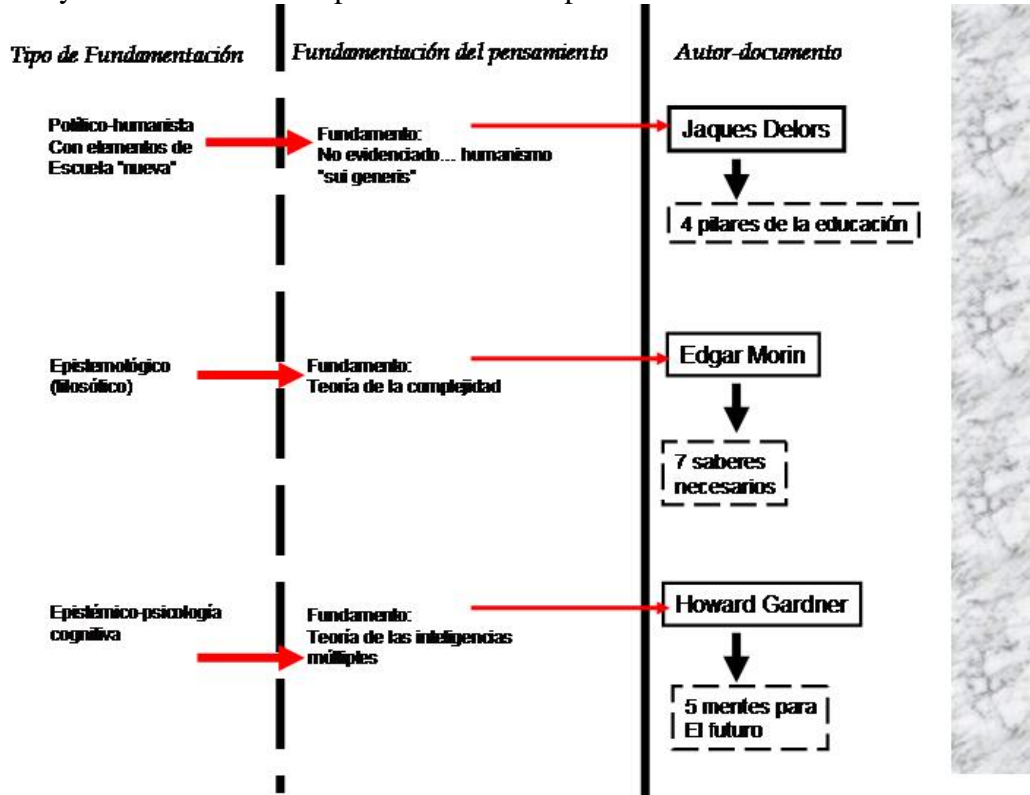 Tipo de Fundamentación
Fundamentación del pensamiento
Autor-documento
Político-humanista
Con elementos de
Escuela "nueva"
Fundamento:
No evidenciado... humanismo
"sui generis"
Jaques Delors
4 pilares de la educación
Epistemológico
(filosófico)
Fundamento:
Teoría de la complejidad
Edgar Morin
7 saberes
necesarios
Epistémico-psicología
cognitiva
Fundamento:
Teoría de las inteligencias
múltiples
Howard Gardner
5 mentes para
El futuro